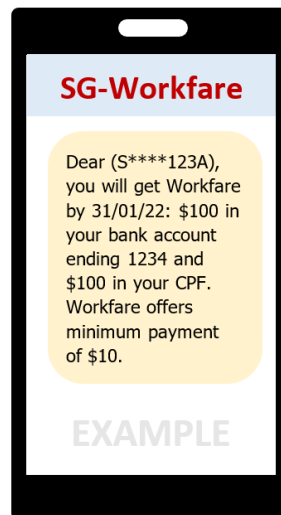 SG-Workfare
Dear (S****123A),
you will get Workfare
by 31/01/22: $100 in
your bank account
ending 1234 and
$100 in your CPF.
Workfare offers
minimum payment
of $10.
EXAMPLE